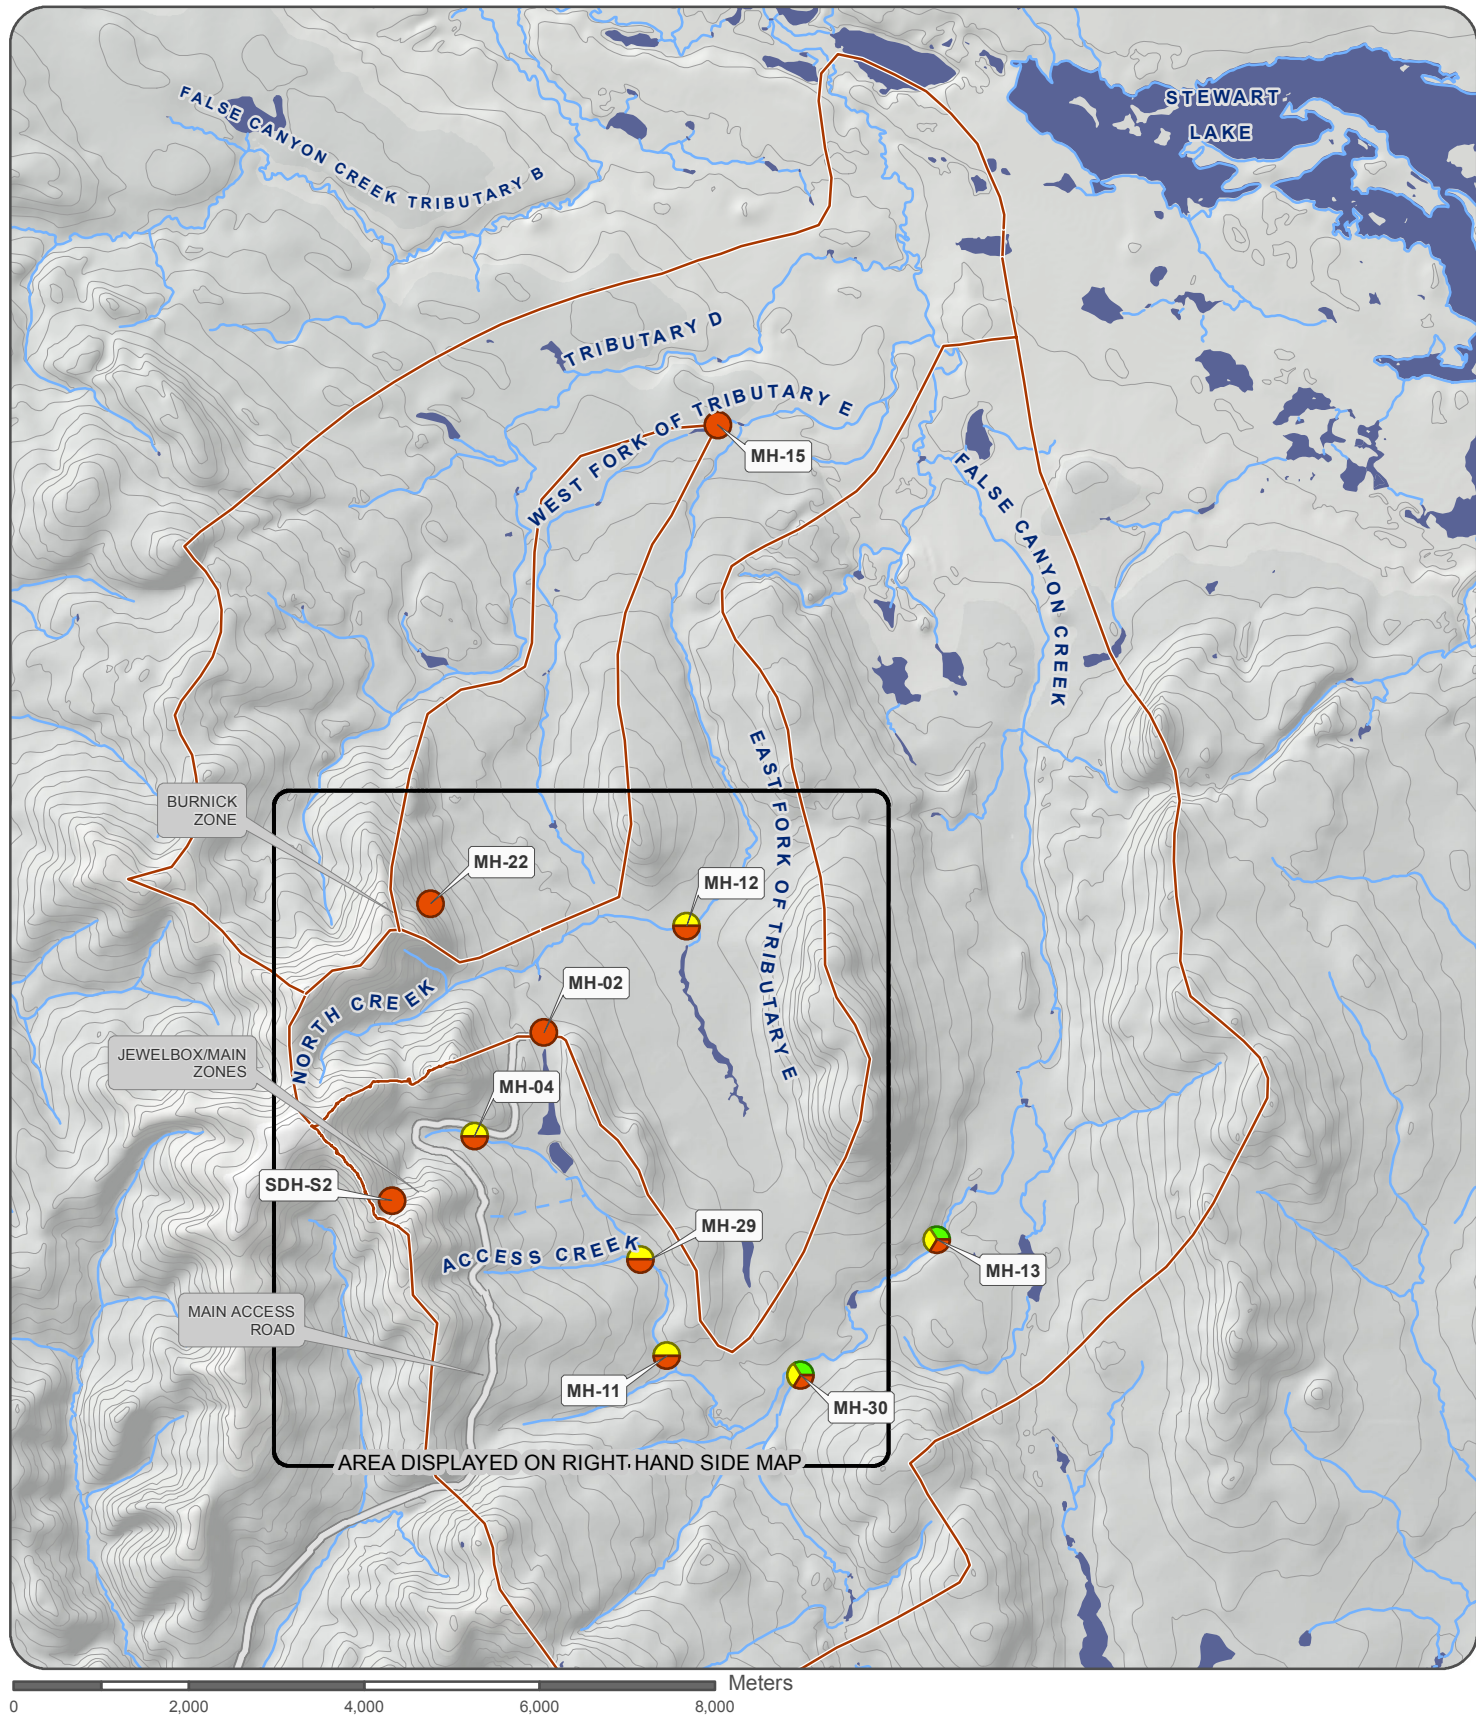 STEWART
LAKE
FALSE CANYON CREEK TRIBUTARY B
TRIBUTARY D
WEST FORK OF TRIBUTARY E
MH-15
FALSE CANYON CREEK
EAST FORK OF TRIBUTARY E
BURNICK
ZONE
MH-22
MH-12
MH-02
NORTH CREEK
JEWELBOX/MAIN
ZONES
MH-04
SDH-S2
MH-29
ACCESS CREEK
MH-13
MAIN ACCESS
ROAD
MH-11
MH-30
AREA DISPLAYED ON RIGHT HAND SIDE MAP
Meters
0 2,000 4,000 6,000 8,000